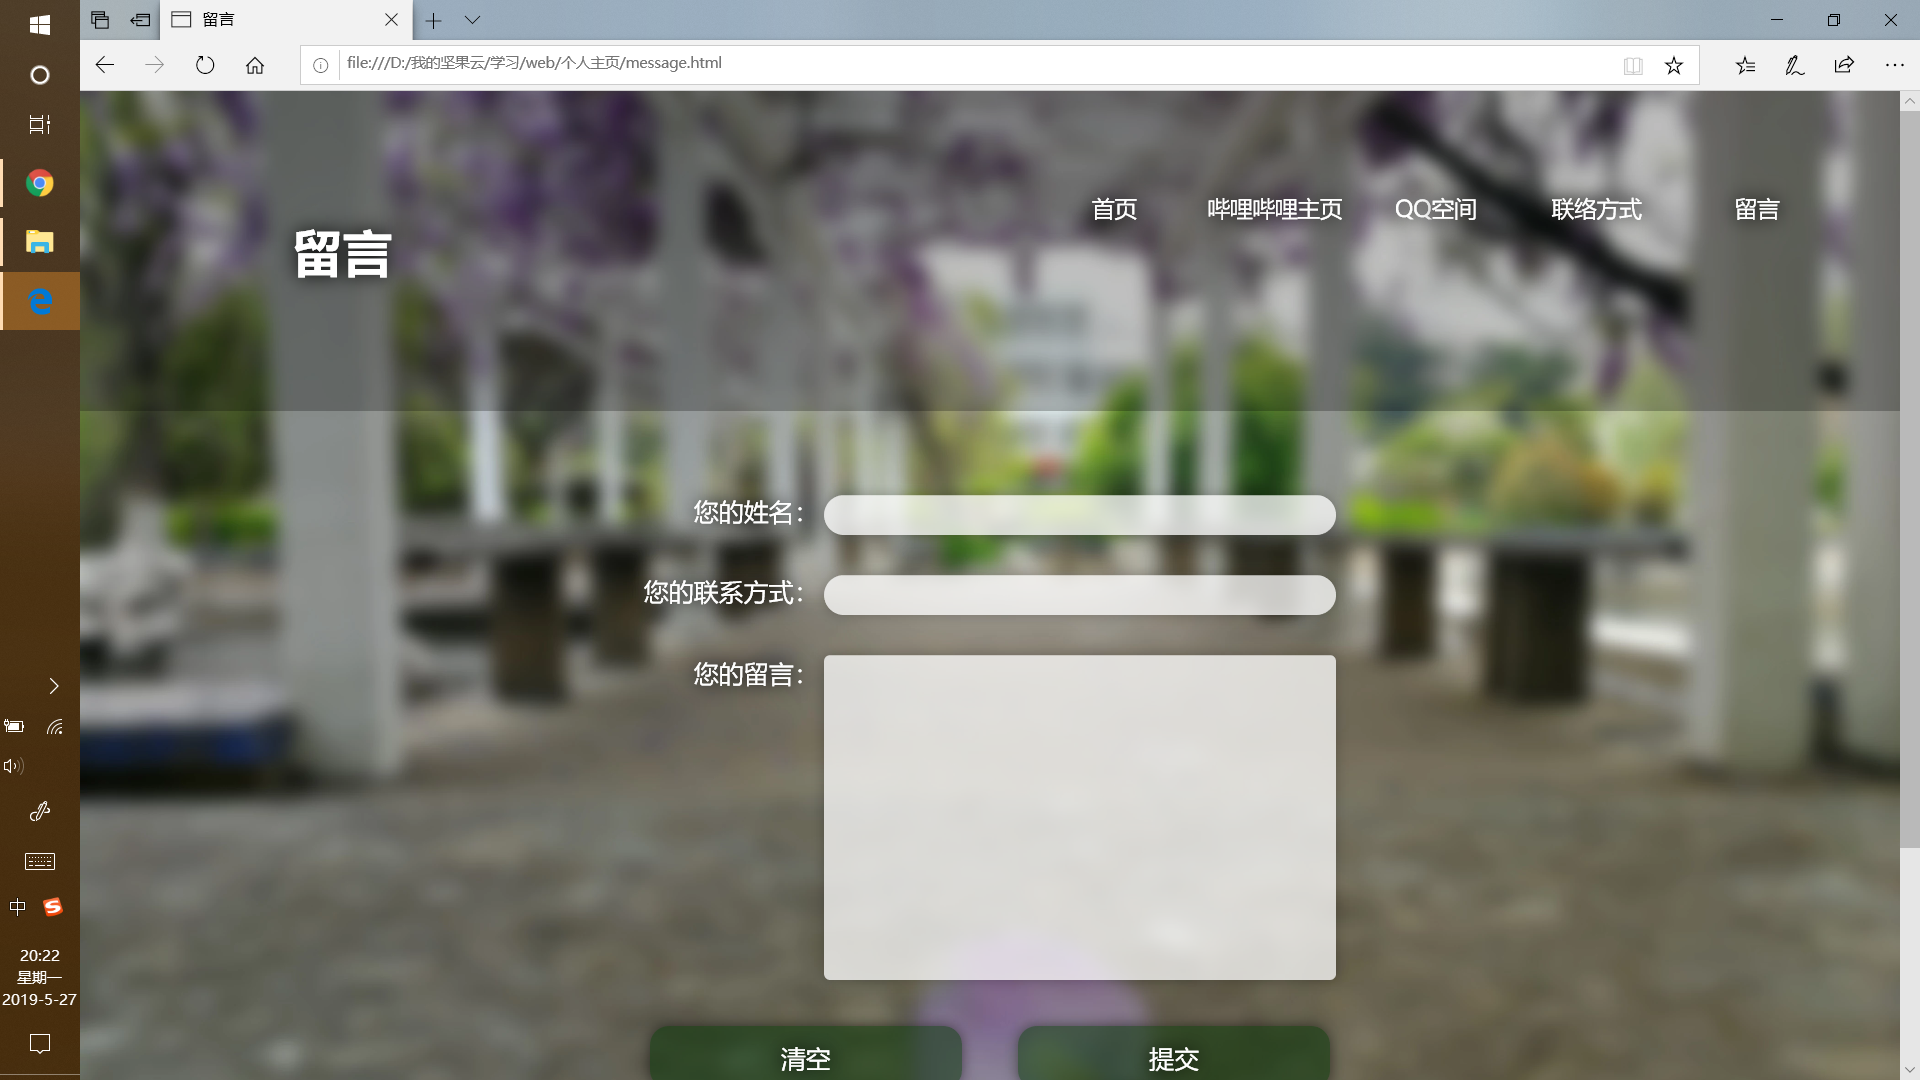 留言
file:///D:/我的坚果云/学习/web/个人主页/message.html
首页 哔哩哔哩主页 QQ空间 联络方式 留言
留言
您的姓名：
您的联系方式：
您的留言：
清空 提交
中
20:22
星期一
2019-5-27